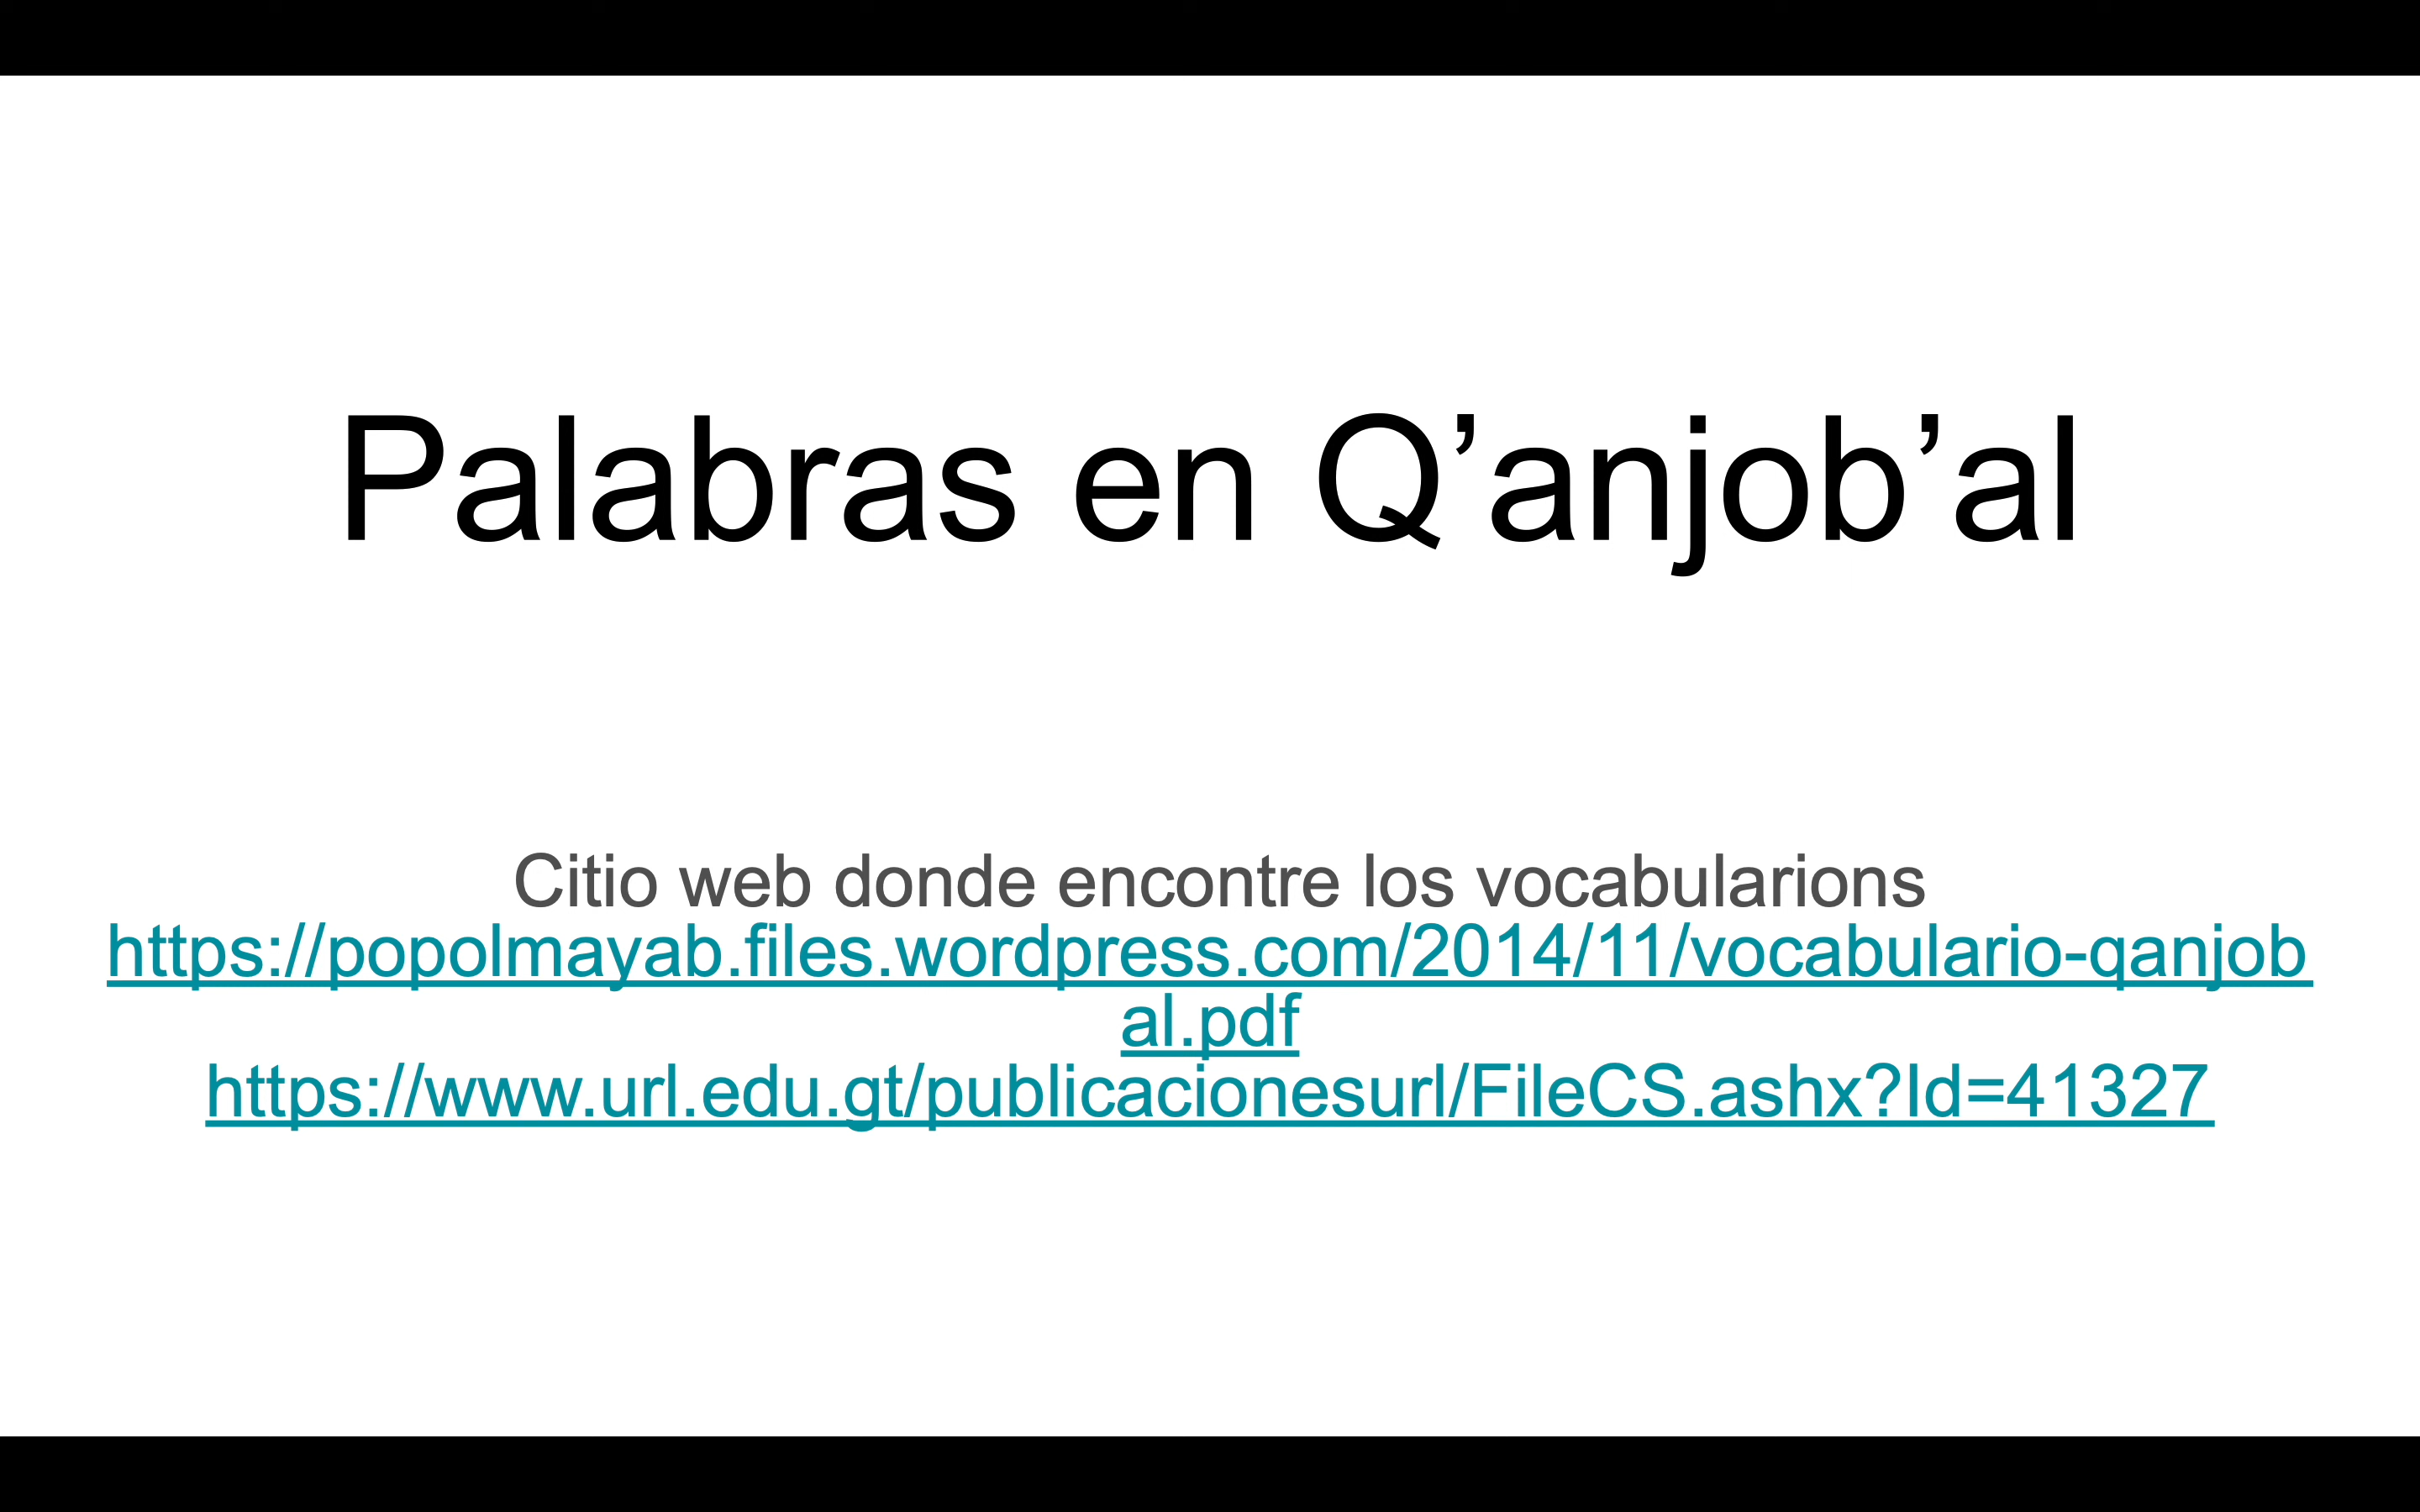 Palabras en Q’anjob’al
Citio web donde encontre los vocabularions
https://popolmayab.files.wordpress.com/2014/11/vocabulario-qanjob
al.pdf
https://www.url.edu.gt/publicacionesurl/FileCS.ashx?Id=41327